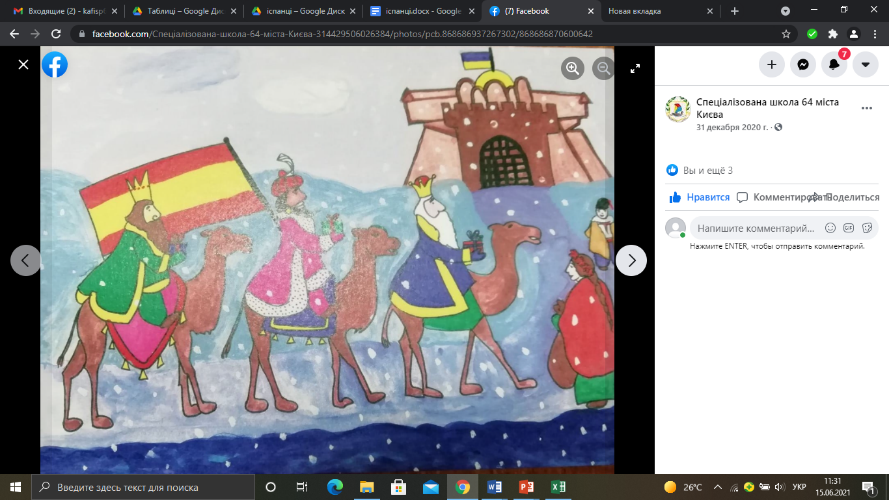 Входящие (2) - kafispf
Таблиці – Google Дис
іспанці – Google Диск
іспанці.docx - Google
(7) Facebook
Новая вкладка
facebook.com/Спеціалізована-школа-64-міста-Києва-314429506026384/photos/pcb.868686937267302/868686870600642
7
Спеціалізована школа 64 міста
Києва
31 декабря 2020 г.
Вы и ещё 3
Нравится
Комментировать
Поделиться
Напишите комментарий...
GIF
Нажмите ENTER, чтобы отправить комментарий.
Введите здесь текст для поиска
26°C
УКР
11:31
15.06.2021
1